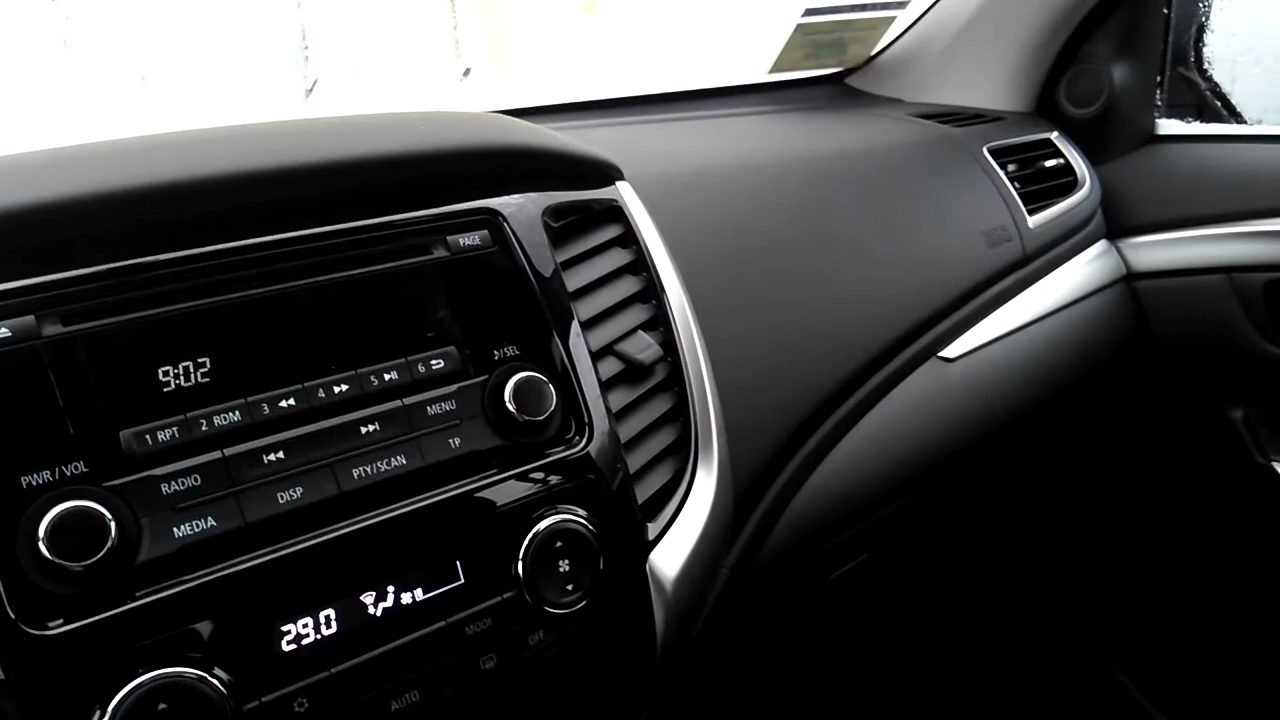 PAGE
9:02
♪/SEL
1 RPT
2 RDM
3
4
5
6
MENU
PWR / VOL
RADIO
DISP
PTY/SCAN
TP
MEDIA
29.0
MODE
OFF
AUTO